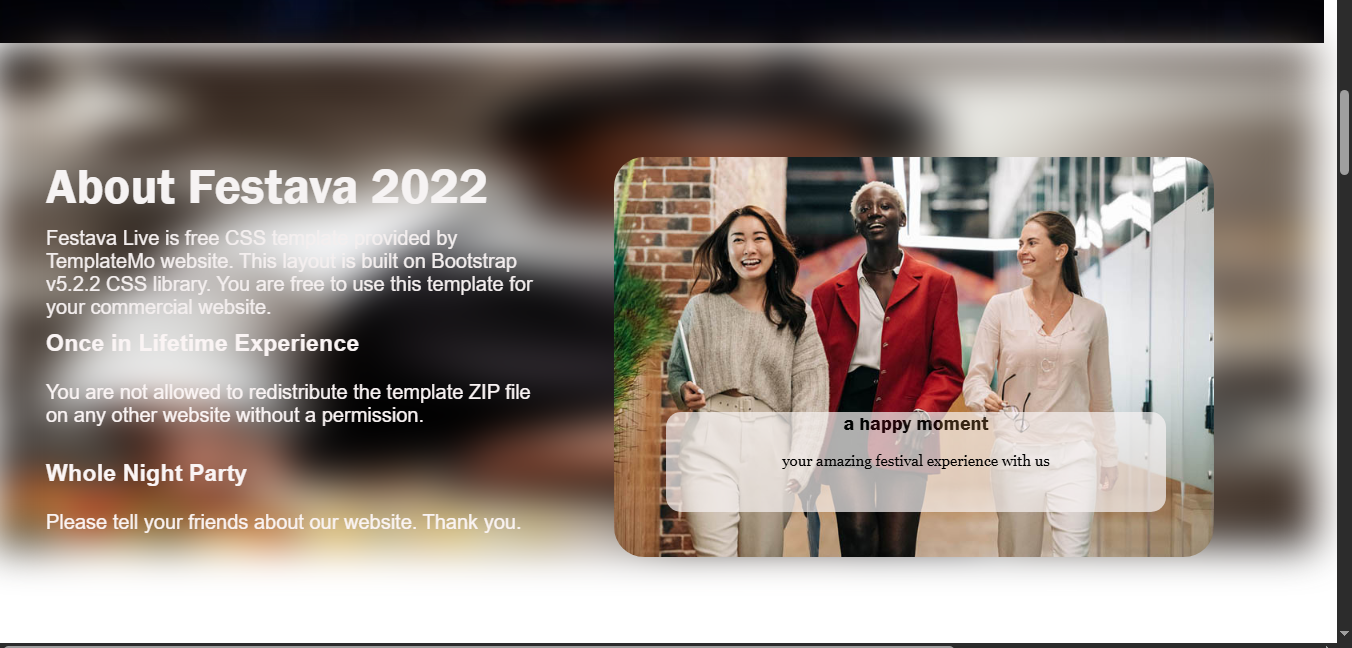 About Festava 2022
Festava Live is free CSS template provided by
TemplateMo website. This layout is built on Bootstrap
v5.2.2 CSS library. You are free to use this template for
your commercial website.
Once in Lifetime Experience
You are not allowed to redistribute the template ZIP file
on any other website without a permission.
Whole Night Party
Please tell your friends about our website. Thank you.
a happy moment
your amazing festival experience with us